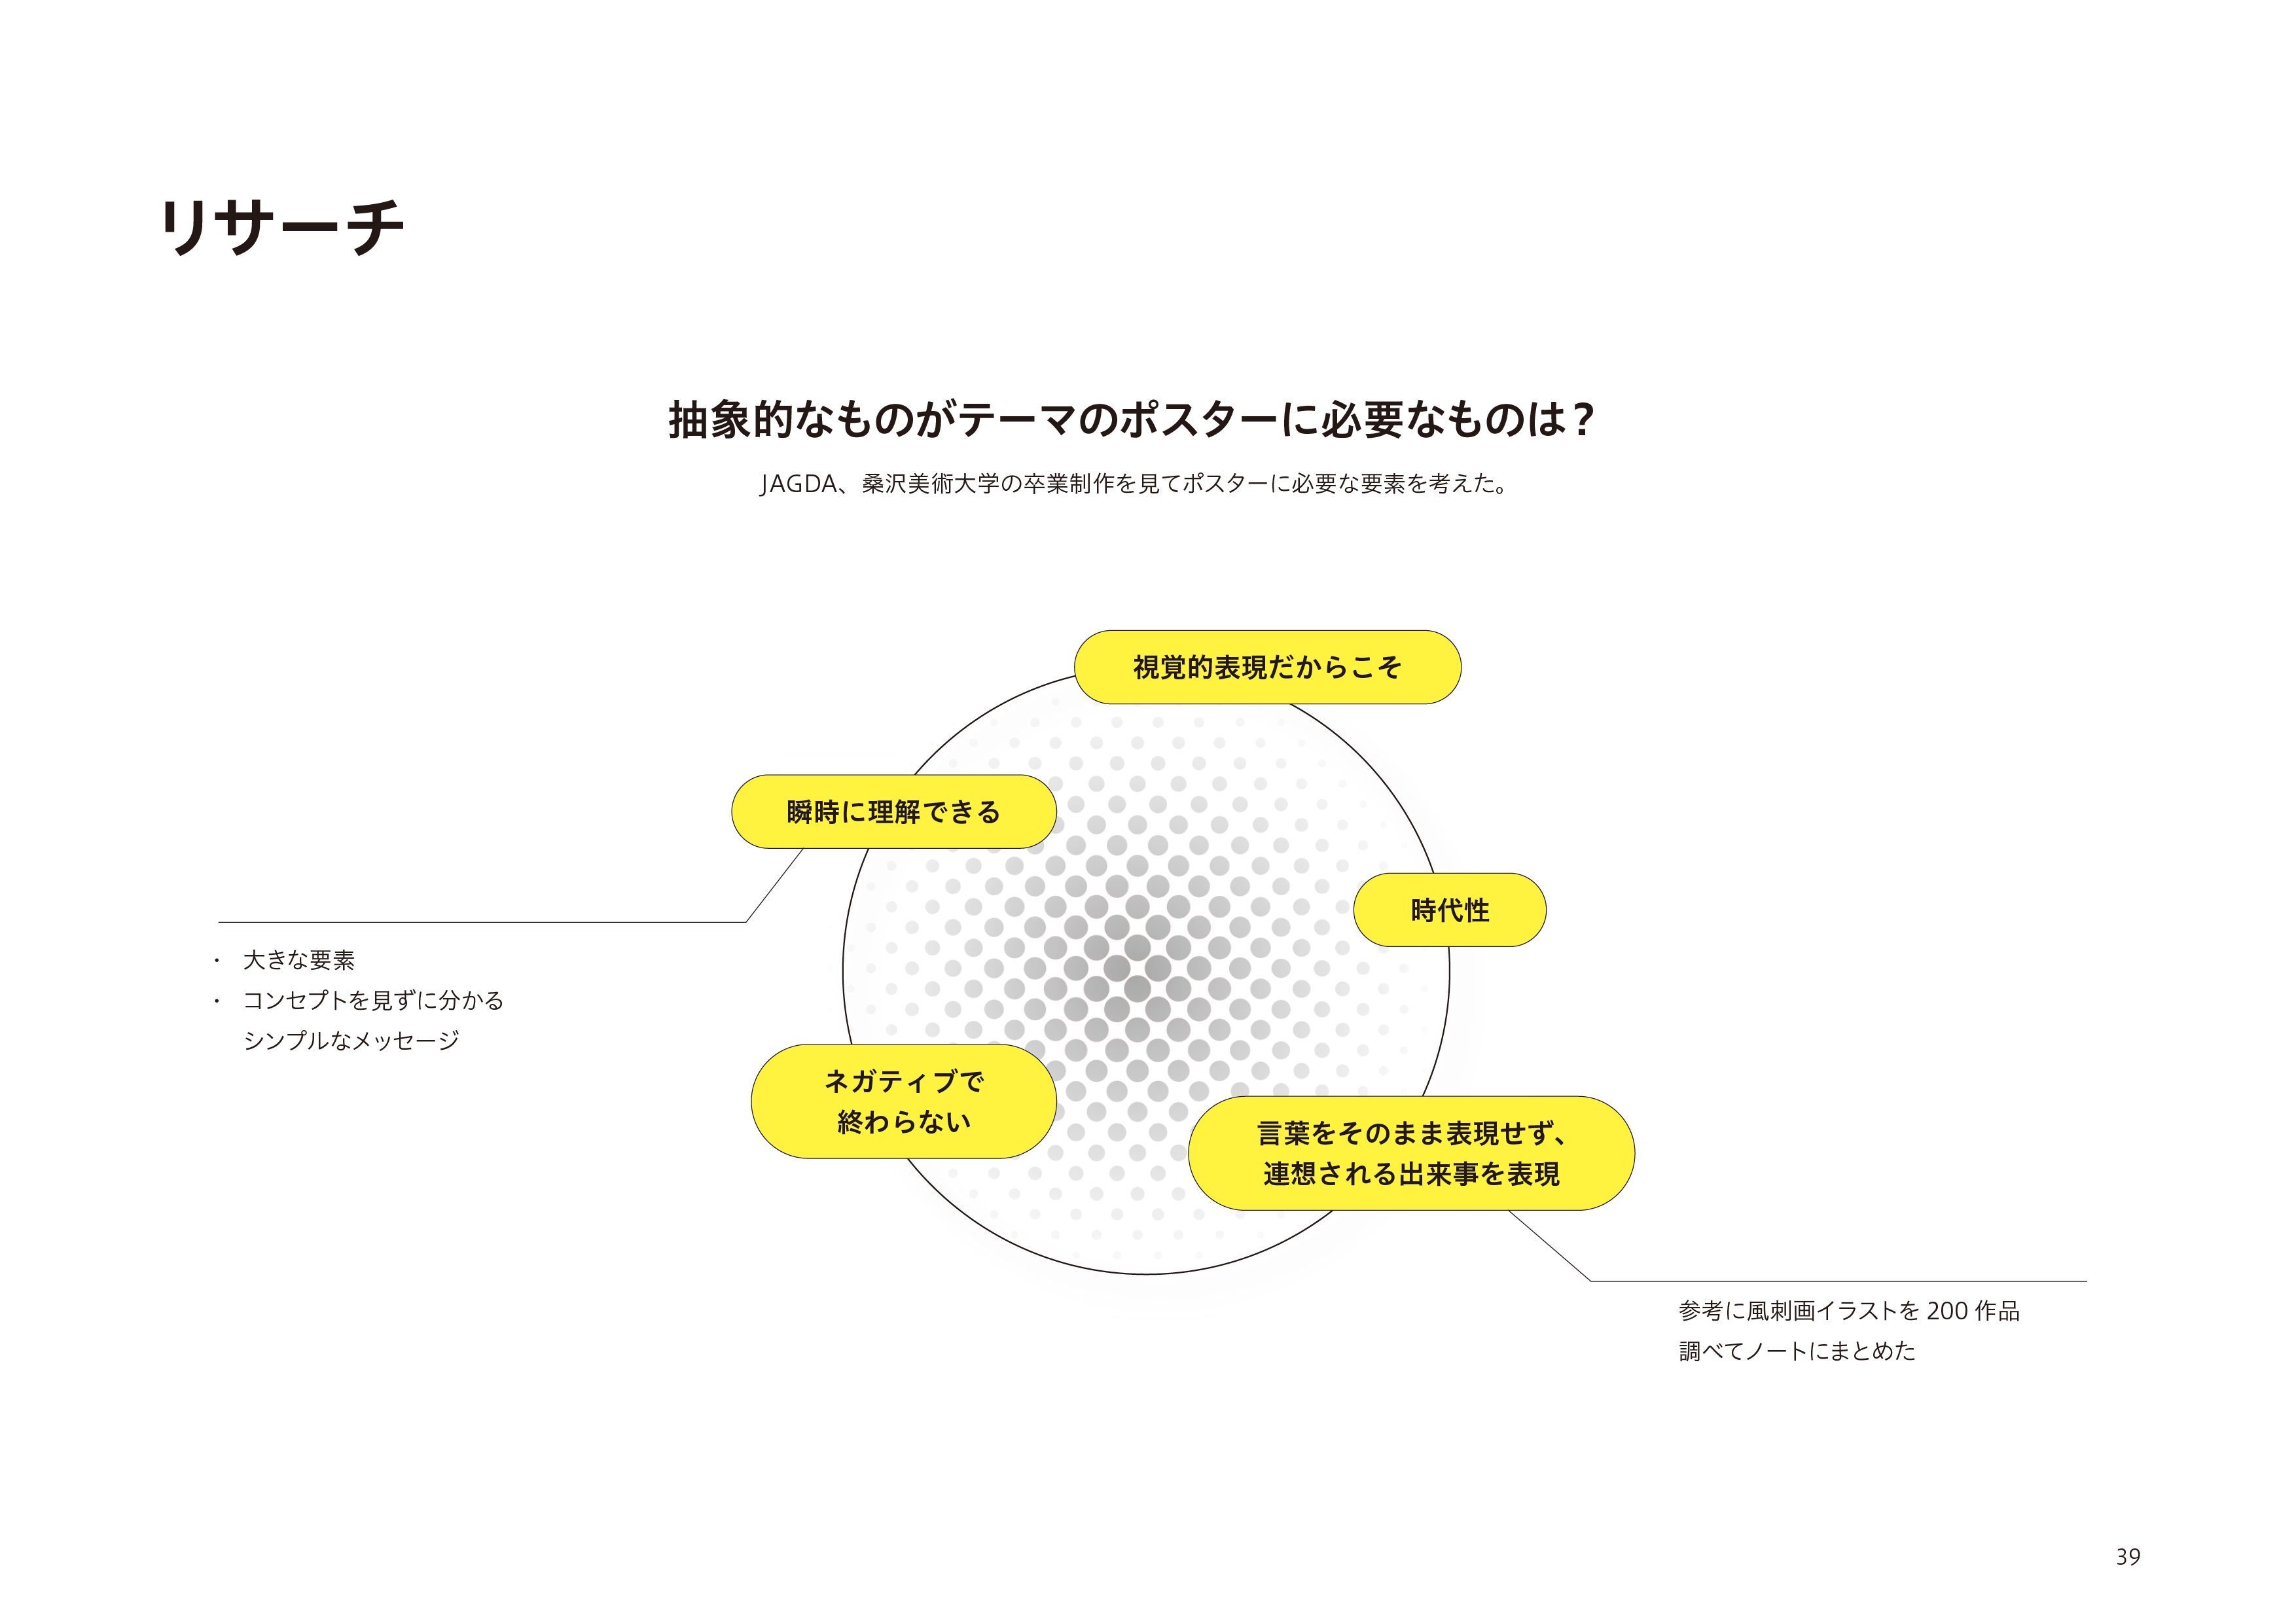 リサーチ
抽象的なものがテーマのポスターに必要なものは？
JAGDA、桑沢美術大学の卒業制作を見てポスターに必要な要素を考えた。
視覚的表現だからこそ
瞬時に理解できる
時代性
・ 大きな要素
・ コンセプトを見ずに分かる
シンプルなメッセージ
ネガティブで
終わらない
言葉をそのまま表現せず、
連想される出来事を表現
参考に風刺画イラストを 200 作品
調べてノートにまとめた
39